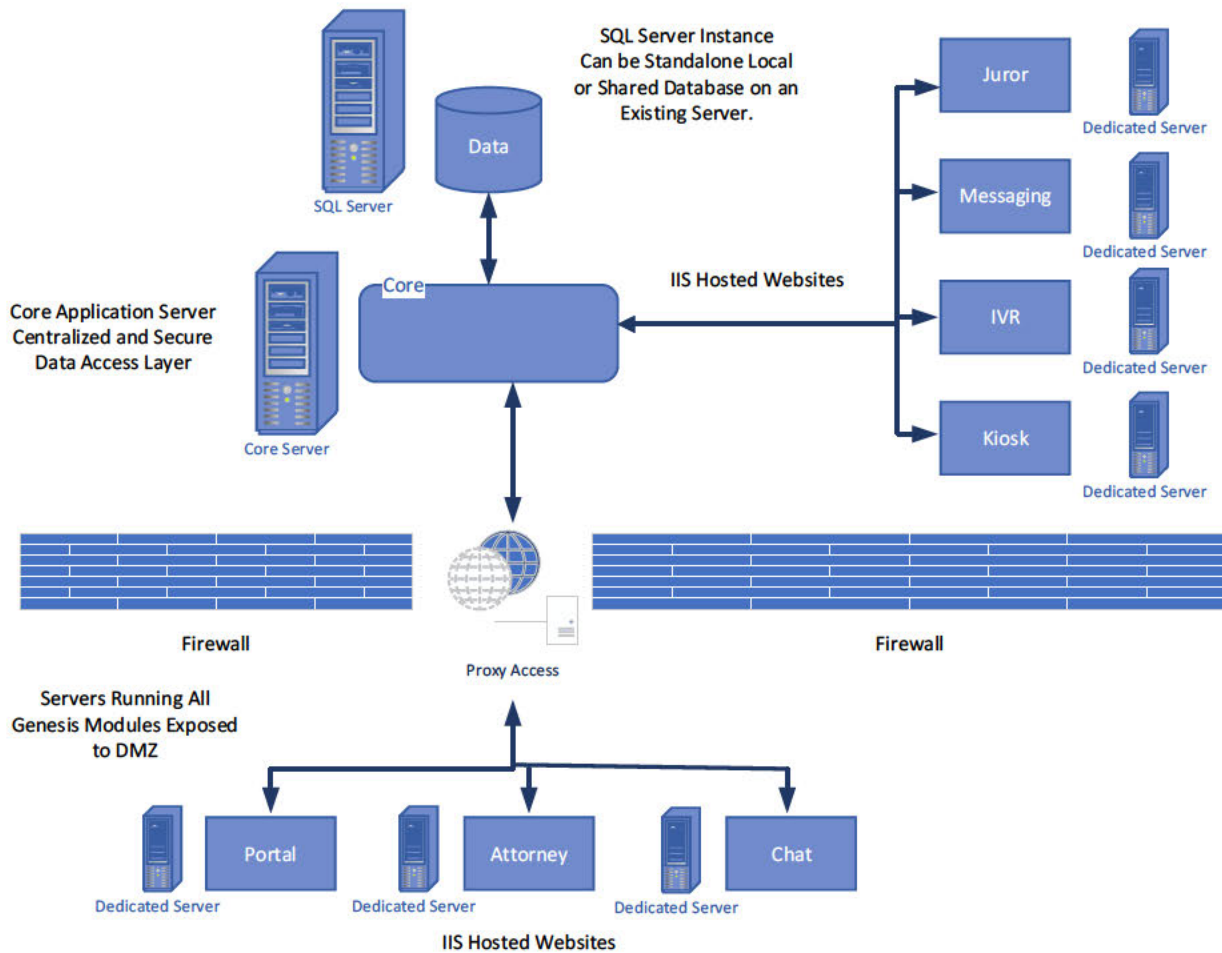 SQL Server Instance
Can be Standalone Local
or Shared Database on an
Existing Server.
Data
SQL Server
Juror
Dedicated Server
Messaging
Dedicated Server
Core
IIS Hosted Websites
IVR
Dedicated Server
Core Application Server
Centralized and Secure
Data Access Layer
Core Server
Kiosk
Dedicated Server
Firewall
Firewall
Proxy Access
Servers Running All
Genesis Modules Exposed
to DMZ
Portal
Attorney
Chat
Dedicated Server
Dedicated Server
Dedicated Server
IIS Hosted Websites